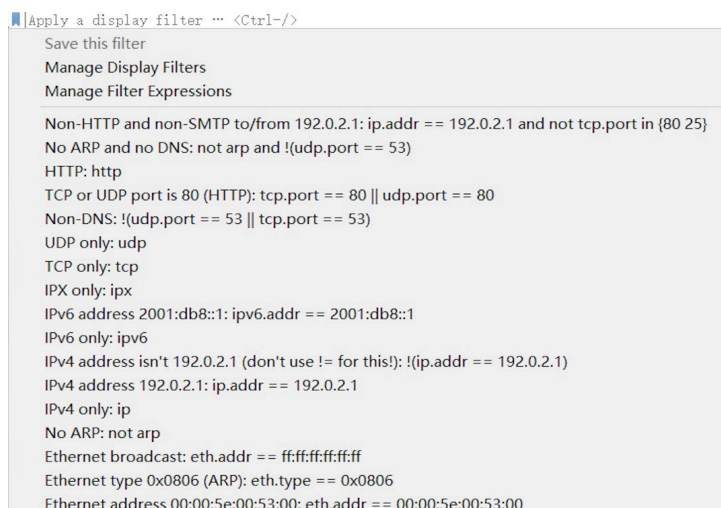 Apply a display filter … <Ctrl-/>
Save this filter
Manage Display Filters
Manage Filter Expressions
Non-HTTP and non-SMTP to/from 192.0.2.1: ip.addr == 192.0.2.1 and not tcp.port in {80 25}
No ARP and no DNS: not arp and !(udp.port == 53)
HTTP: http
TCP or UDP port is 80 (HTTP): tcp.port == 80 || udp.port == 80
Non-DNS: !(udp.port == 53 || tcp.port == 53)
UDP only: udp
TCP only: tcp
IPX only: ipx
IPv6 address 2001:db8::1: ipv6.addr == 2001:db8::1
IPv6 only: ipv6
IPv4 address isn't 192.0.2.1 (don't use != for this!): !(ip.addr == 192.0.2.1)
IPv4 address 192.0.2.1: ip.addr == 192.0.2.1
IPv4 only: ip
No ARP: not arp
Ethernet broadcast: eth.addr == ff:ff:ff:ff:ff:ff
Ethernet type 0x0806 (ARP): eth.type == 0x0806
Ethernet address 00:00:5e:00:53:00: eth.addr == 00:00:5e:00:53:00